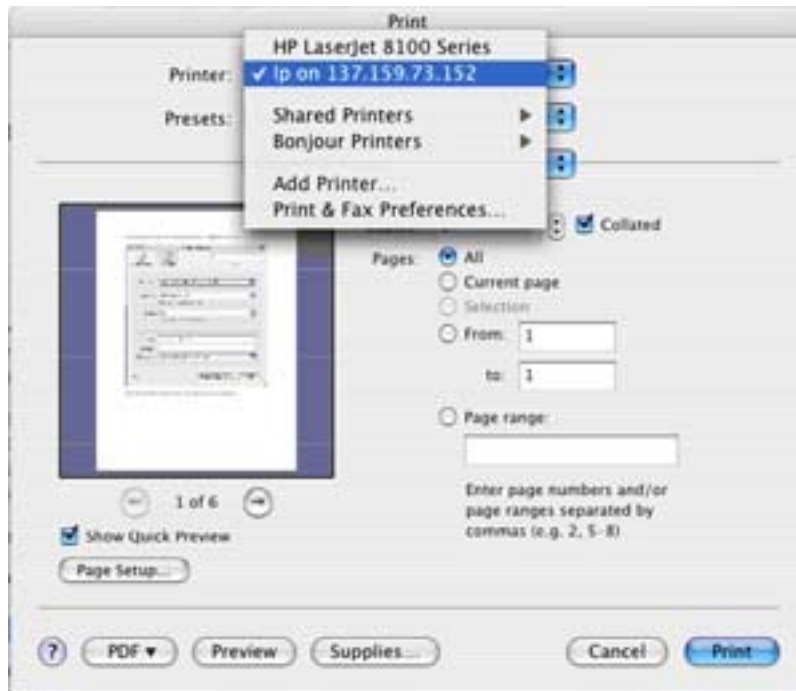 Print
Printer:
HP LaserJet 8100 Series
✓ lp on 137.159.73.152
Shared Printers
Bonjour Printers
Add Printer...
Print & Fax Preferences...
Presets:
Collated
Pages:
All
Current page
Selection
From: 1
to: 1
Page range:
Enter page numbers and/or
page ranges separated by
commas (e.g. 2, 5-8)
1 of 6
Show Quick Preview
Page Setup...
? PDF ▼ Preview Supplies... Cancel Print